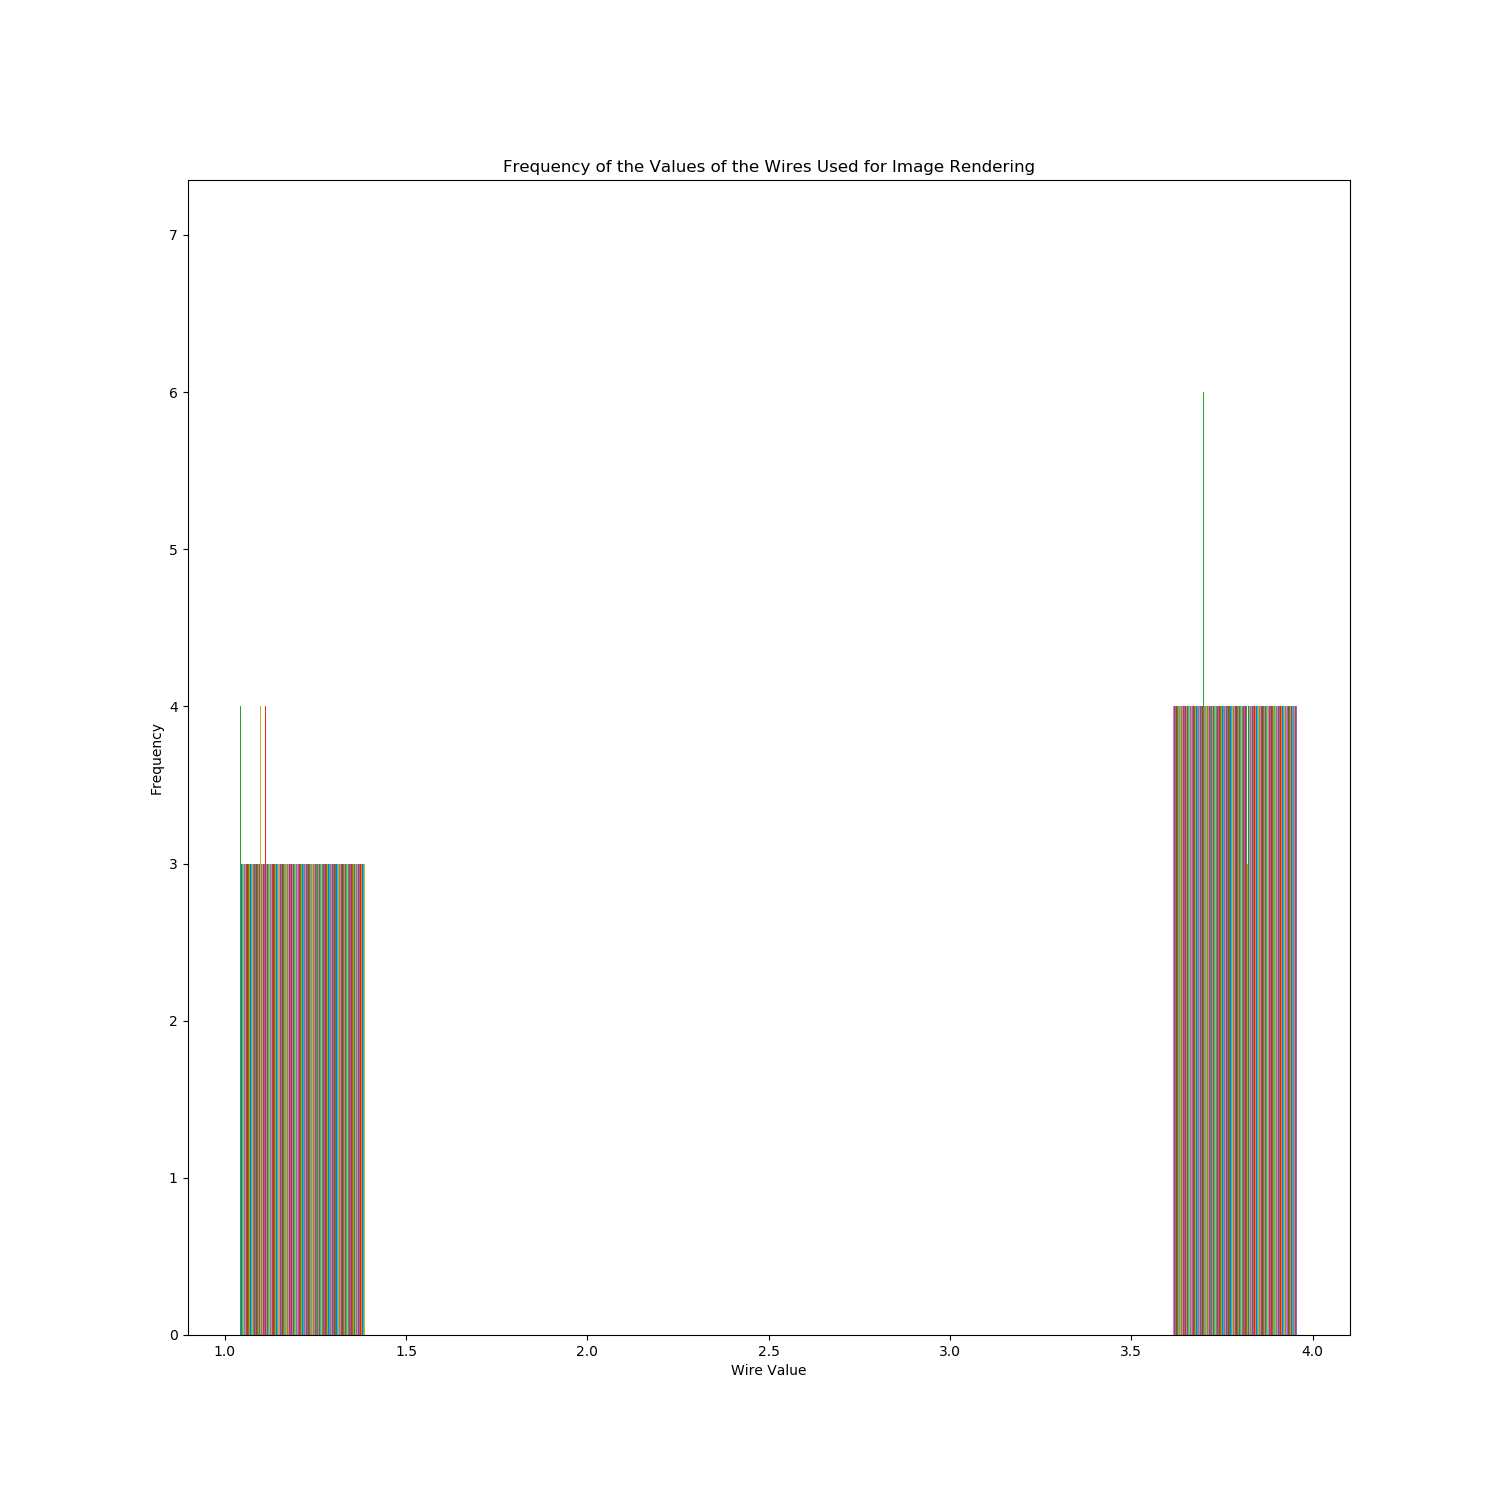 Frequency of the Values of the Wires Used for Image Rendering
7
6
5
4
3
2
1
0
Frequency
1.0 1.5 2.0 2.5 3.0 3.5 4.0
Wire Value